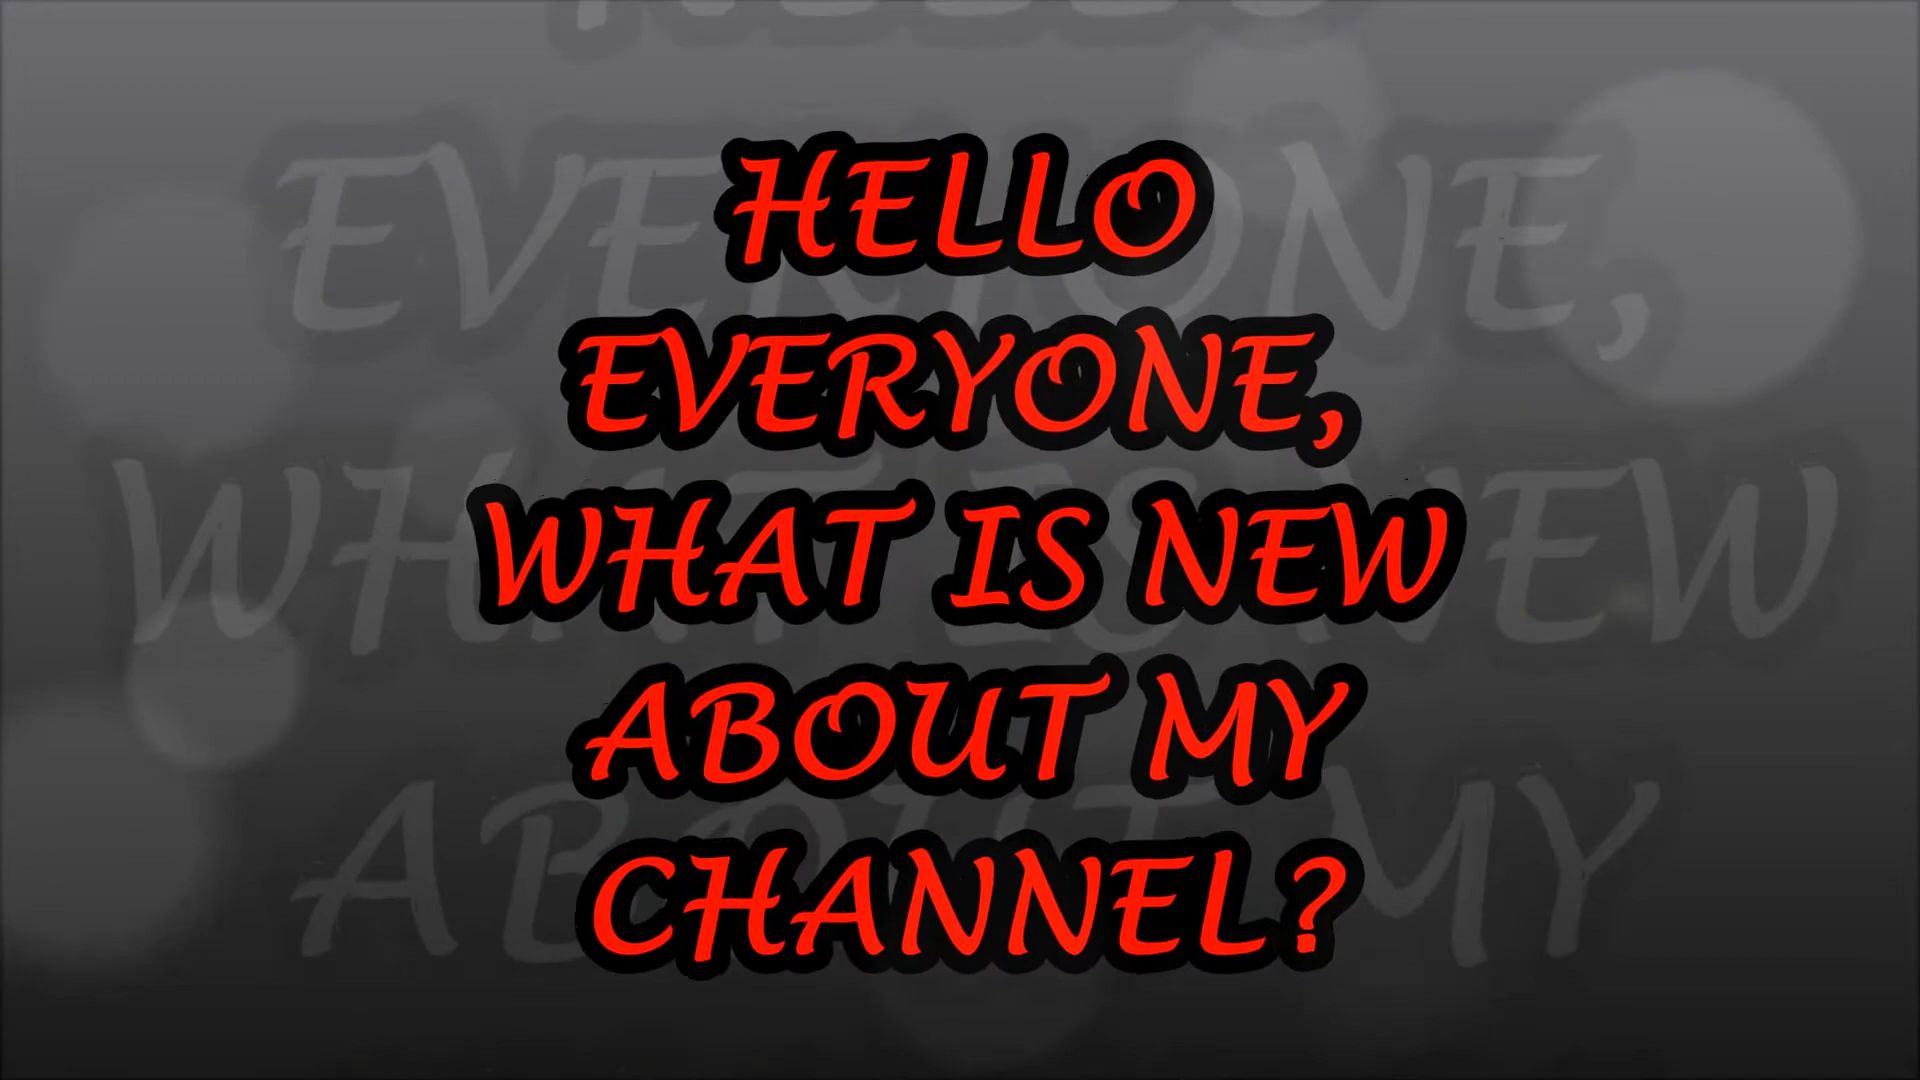 HELLO
EVERYONE,
WHAT IS NEW
ABOUT MY
CHANNEL?